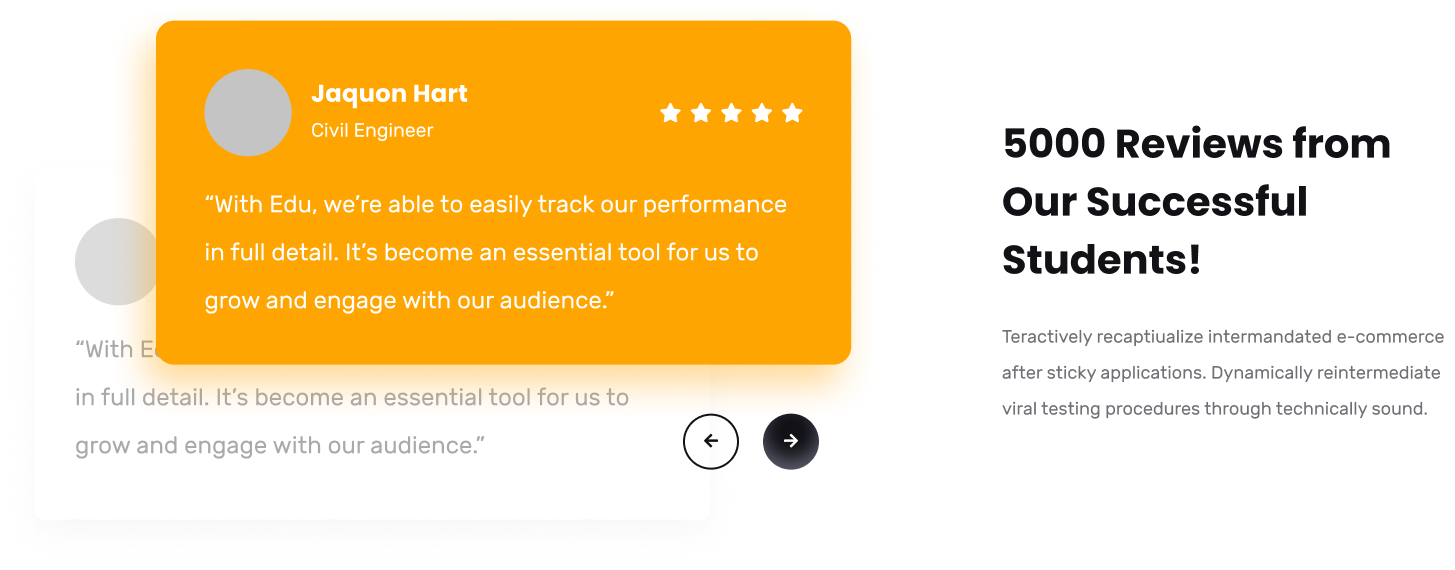 Jaquon Hart
Civil Engineer
“With Edu, we’re able to easily track our performance
in full detail. It’s become an essential tool for us to
grow and engage with our audience.”
“With
in full detail. It’s become an essential tool for us to
grow and engage with our audience.”
5000 Reviews from
Our Successful
Students!
Teractively recaptiualize intermandated e-commerce
after sticky applications. Dynamically reintermediate
viral testing procedures through technically sound.